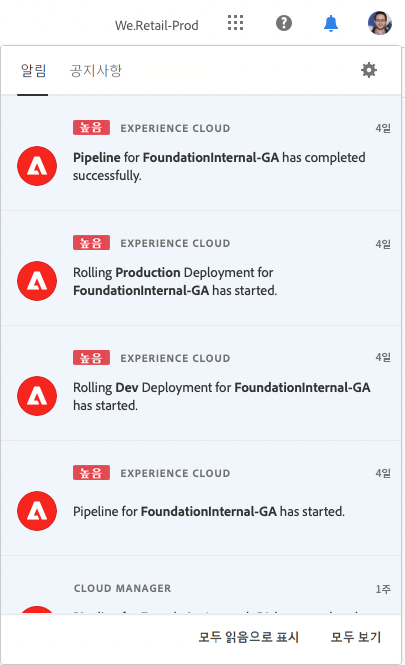 We.Retail-Prod
알림 공지사항
높음 EXPERIENCE CLOUD 4일
Pipeline for FoundationInternal-GA has completed
successfully.
높음 EXPERIENCE CLOUD 4일
Rolling Production Deployment for
FoundationInternal-GA has started.
높음 EXPERIENCE CLOUD 4일
Rolling Dev Deployment for FoundationInternal-GA
has started.
높음 EXPERIENCE CLOUD 4일
Pipeline for FoundationInternal-GA has started.
CLOUD MANAGER 1주
모두 읽음으로 표시 모두 보기